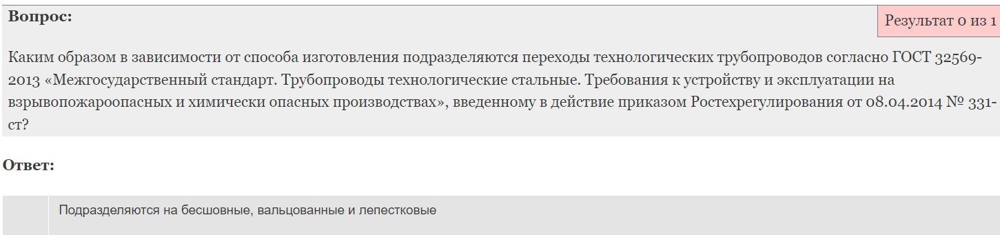 Вопрос:
Результат 0 из 1
Каким образом в зависимости от способа изготовления подразделяются переходы технологических трубопроводов согласно ГОСТ 32569-
2013 «Межгосударственный стандарт. Трубопроводы технологические стальные. Требования к устройству и эксплуатации на
взрывопожароопасных и химически опасных производствах», введенному в действие приказом Ростехрегулирования от 08.04.2014 № 331-
ст?
Ответ:
Подразделяются на бесшовные, вальцованные и лепестковые